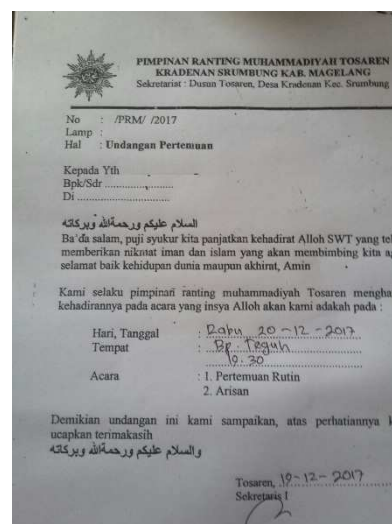 PIMPINAN RANTING MUHAMMADIYAH TOSAREN
KRADENAN SRUMBUNG KAB. MAGELANG
Sekretariat : Dusun Tosaren, Desa Kradenan Kec. Srumbung
No : /PRM/ /2017
Lamp :
Hal : Undangan Pertemuan
Kepada Yth
Bpk/Sdr ......................
Di ......................
السلام عليكم ورحمةالله وبركاته
Ba'da salam, puji syukur kita panjatkan kehadirat Alloh SWT yang te
memberikan nikmat iman dan islam yang akan membimbing kita a
selamat baik kehidupan dunia maupun akhirat, Amin
Kami selaku pimpinan ranting muhammadiyah Tosaren mengha
kehadirannya pada acara yang insya Alloh akan kami adakah pada :
Hari, Tanggal : Rabu 20-12-2017
Tempat : Bp. Teguh
19.30
Acara : 1. Pertemuan Rutin
2. Arisan
Demikian undangan ini kami sampaikan, atas perhatiannya k
ucapkan terimakasih
والسلام عليكم ورحمةالله وبركاته
Tosaren, 19-12-2017
Sekretaris I